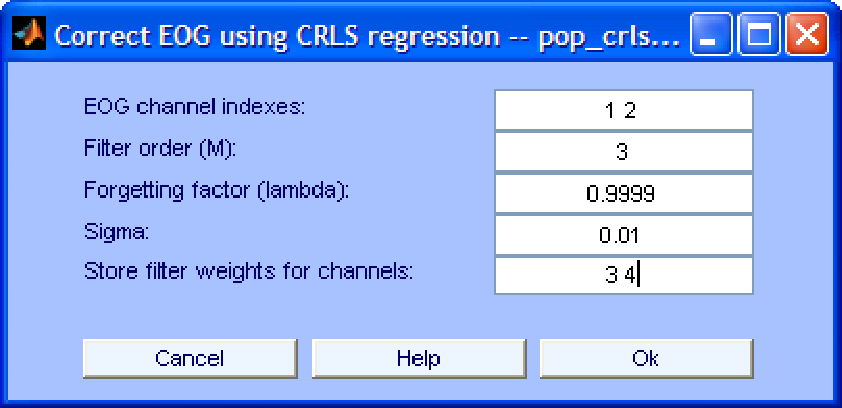 Correct EOG using CRLS regression -- pop_crls...
EOG channel indexes: 1 2
Filter order (M): 3
Forgetting factor (lambda): 0.9999
Sigma: 0.01
Store filter weights for channels: 3 4
Cancel Help Ok